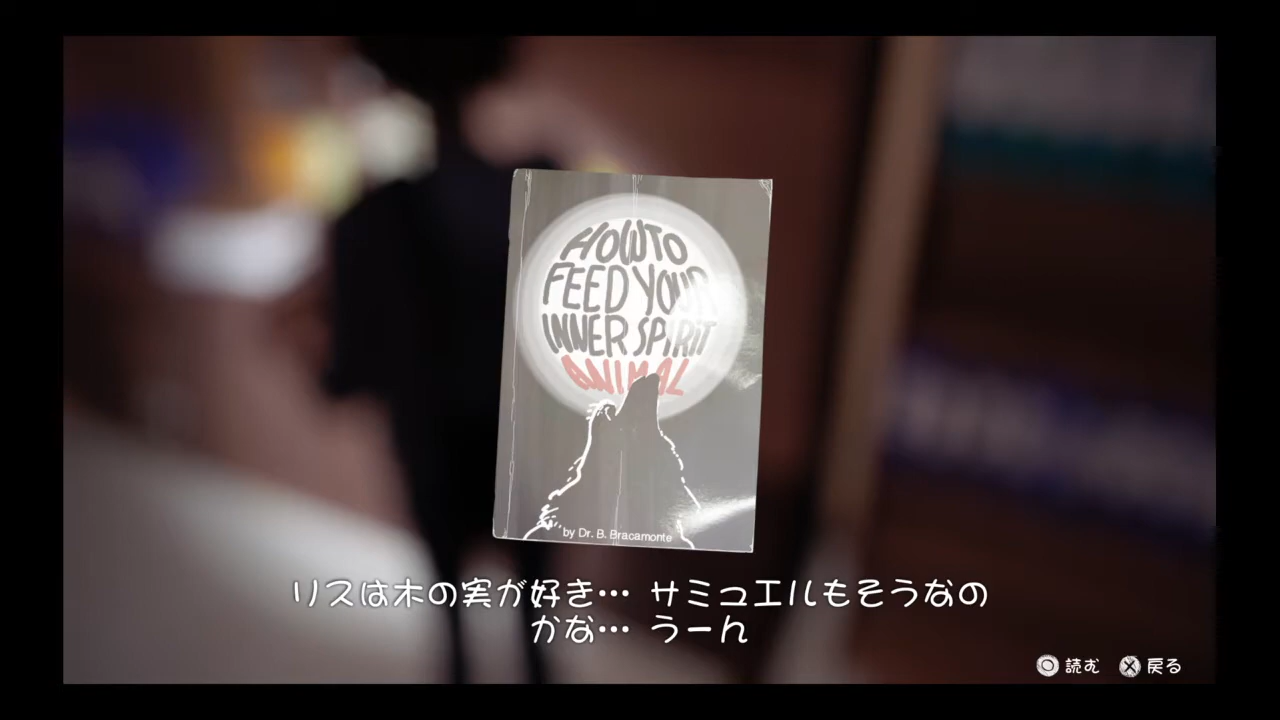 HOW TO
FEED YOUR
INNER SPIRIT
ANIMAL
by Dr. B. Bracamonte
リスは木の実が好き… サミュエルもそうなの
かな… うーん
読む 戻る